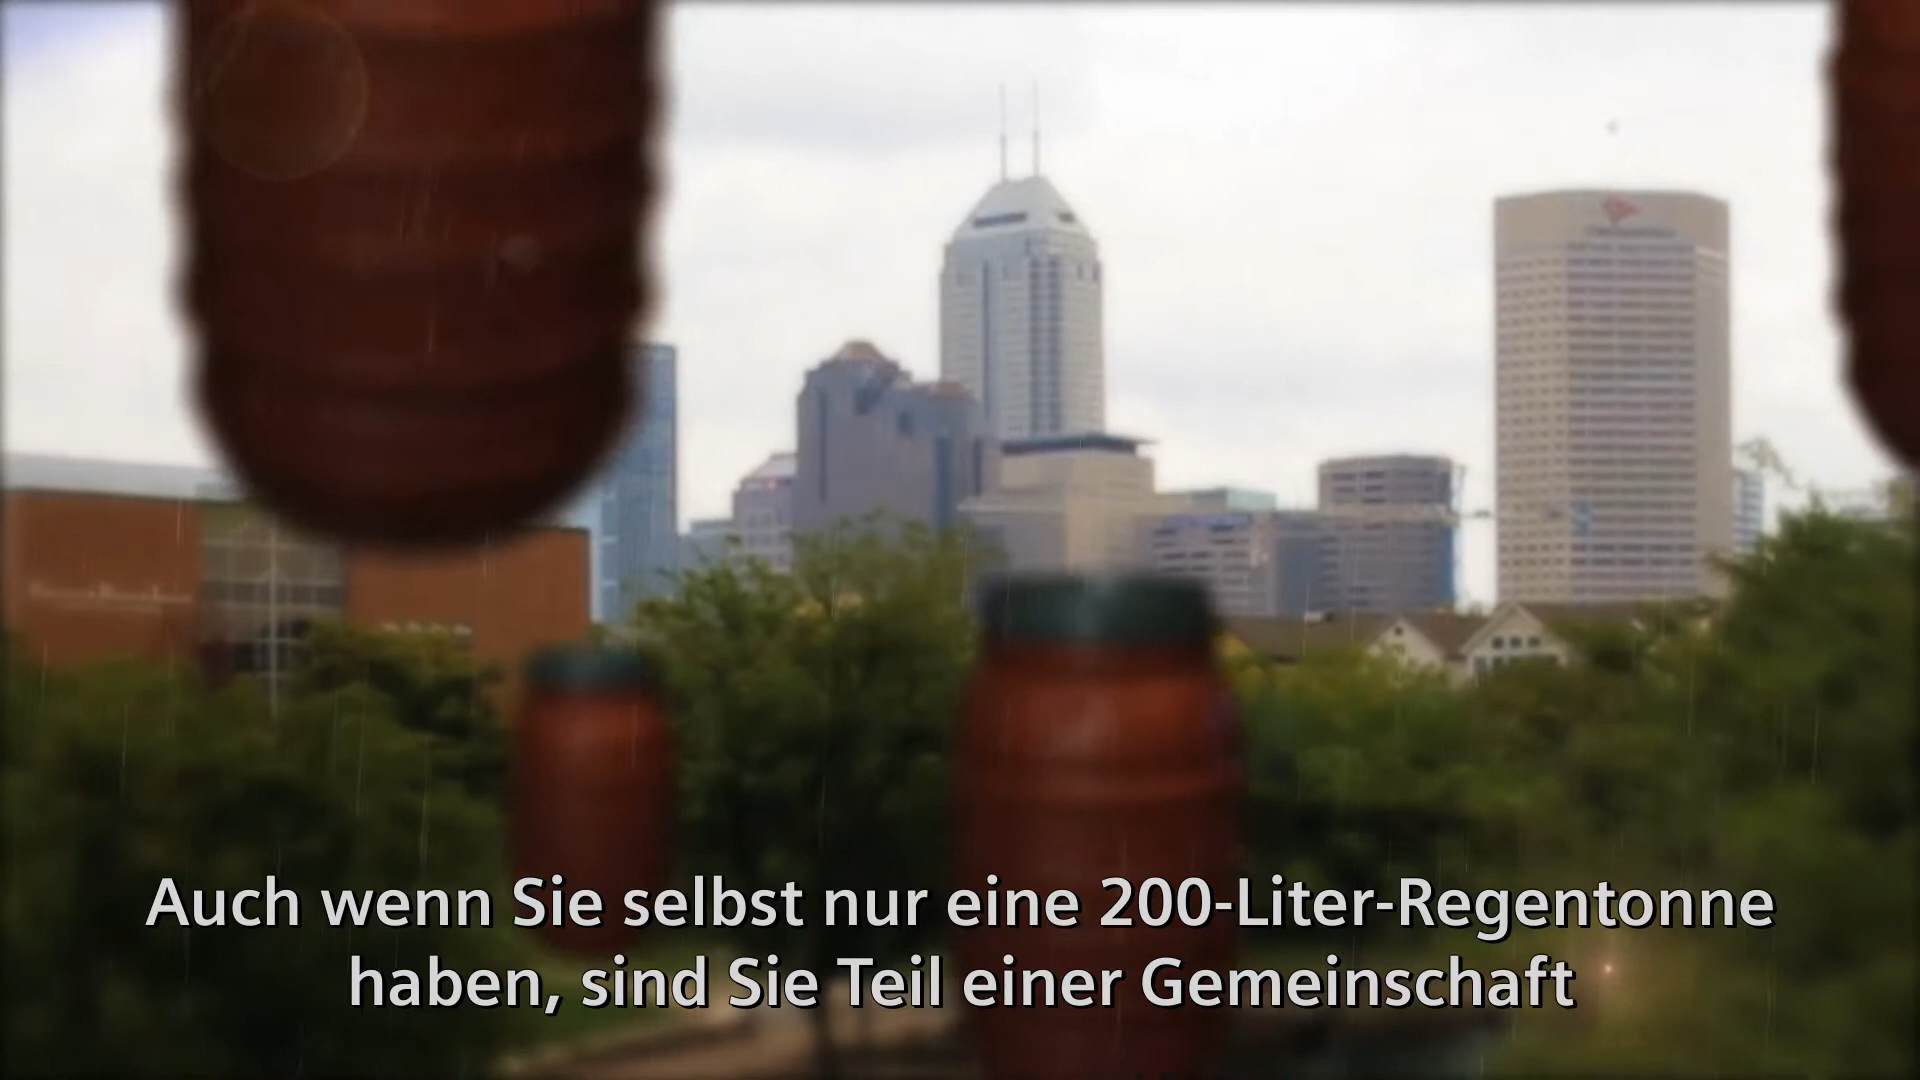 Auch wenn Sie selbst nur eine 200-Liter-Regentonne
haben, sind Sie Teil einer Gemeinschaft